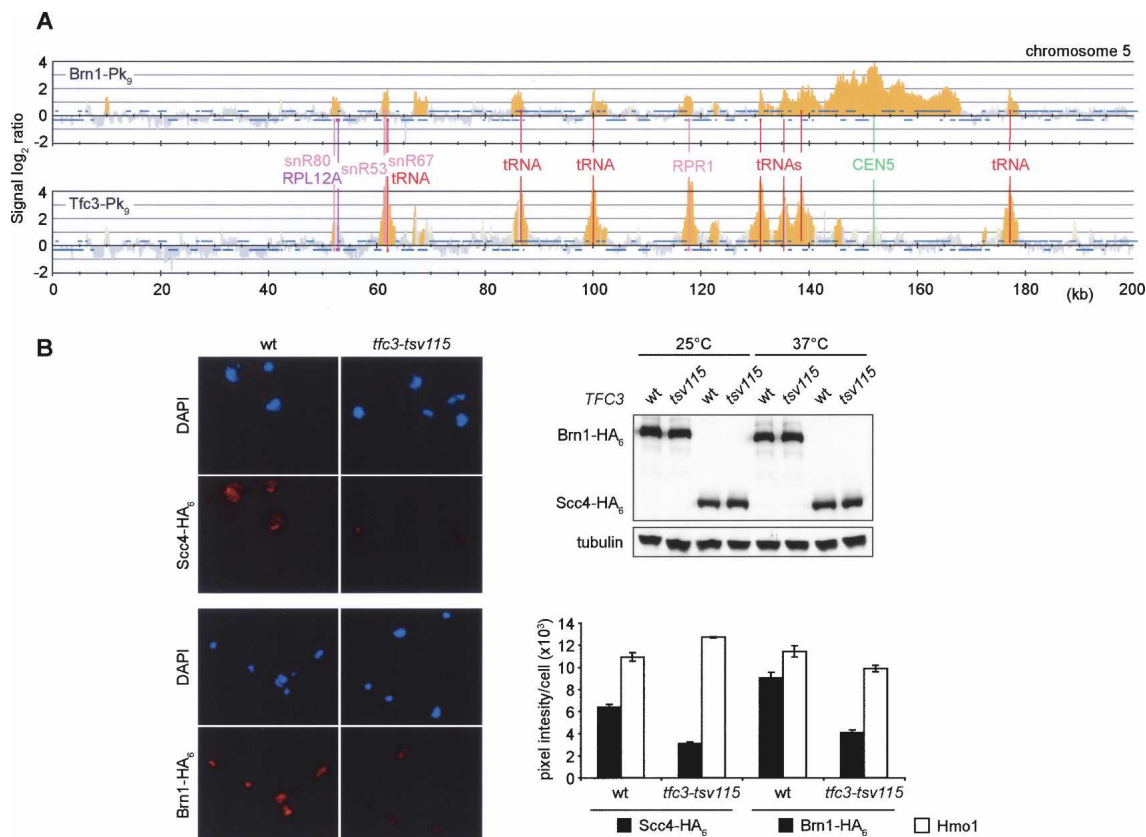 A
chromosome 5
Signal log2 ratio
4
Brn1-Pk9
2
0
-2
snR80
snR53
snR67
RPL12A
tRNA
tRNA
tRNA
RPR1
tRNAs
CEN5
tRNA
4
Tfc3-Pk9
2
0
-2
0 20 40 60 80 100 120 140 160 180 200
(kb)
B
wt tfc3-tsv115
DAPI
Scc4-HA6
DAPI
Brn1-HA6
25°C 37°C
TFC3 wt tsv115 wt tsv115 wt tsv115 wt tsv115
Brn1-HA6
Scc4-HA6
tubulin
pixel intesity/cell (x10³)
14
12
10
8
6
4
2
0
wt tfc3-tsv115 wt tfc3-tsv115
Scc4-HA6 Brn1-HA6 Hmo1